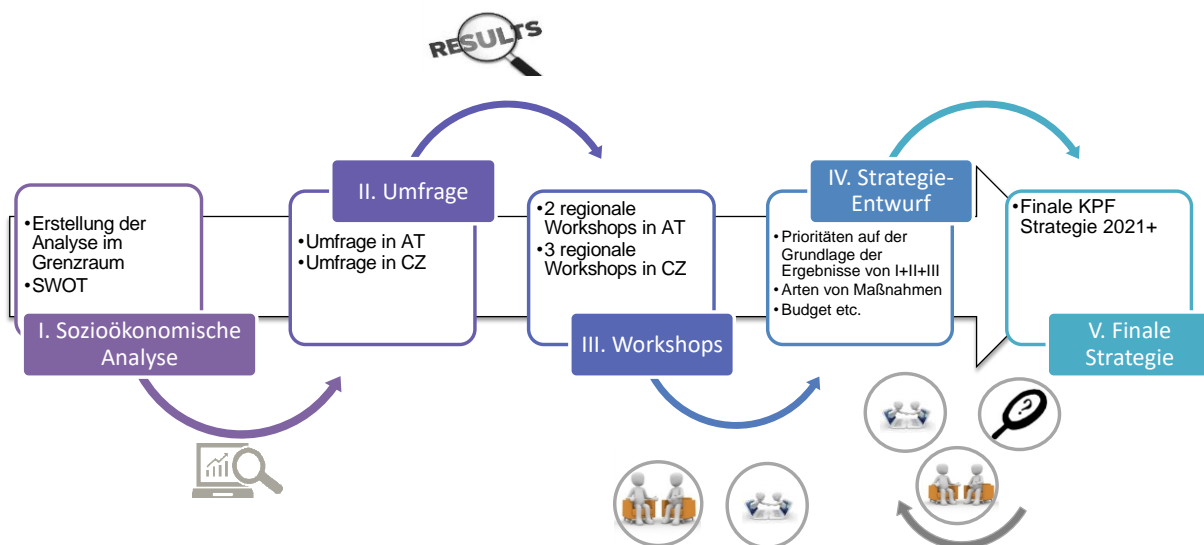 RESULTS
•Erstellung der
Analyse im
Grenzraum
•SWOT
I. Sozioökonomische
Analyse
II. Umfrage
•Umfrage in AT
•Umfrage in CZ
•2 regionale
Workshops in AT
•3 regionale
Workshops in CZ
III. Workshops
IV. Strategie-
Entwurf
•Prioritäten auf der
Grundlage der
Ergebnisse von I+II+III
•Arten von Maßnahmen
•Budget etc.
•Finale KPF
Strategie 2021+
V. Finale
Strategie
?